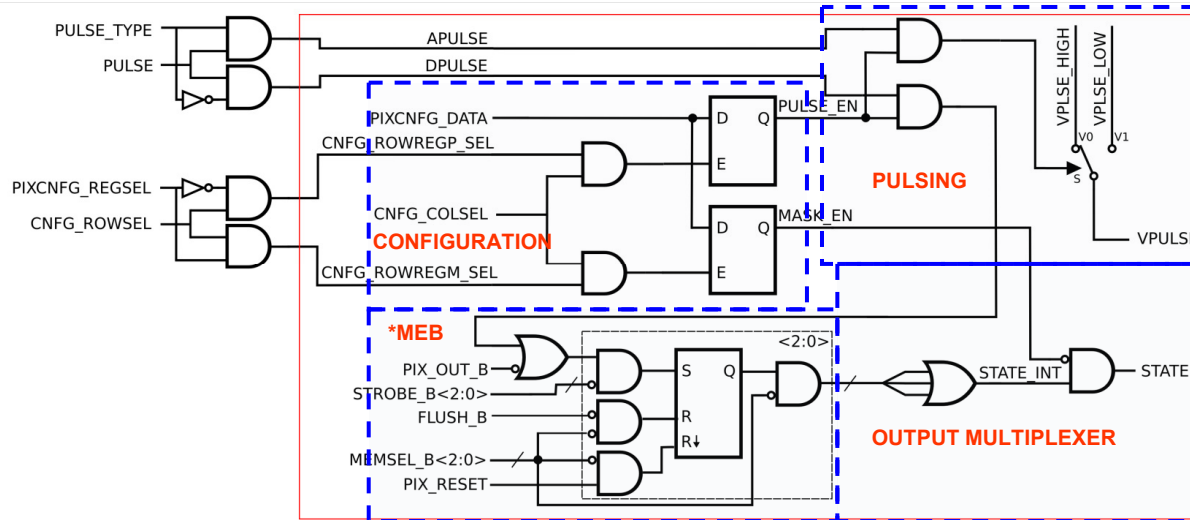 PULSE_TYPE
PULSE
APULSE
DPULSE
VPLSE_HIGH
VPLSE_LOW
V0
V1
S
VPULSE
PULSING
PIXCNFG_DATA
CNFG_ROWREGP_SEL
D
Q
E
PULSE_EN
PIXCNFG_REGSEL
CNFG_ROWSEL
CNFG_COLSEL
CONFIGURATION
CNFG_ROWREGM_SEL
D
Q
E
MASK_EN
*MEB
<2:0>
PIX_OUT_B
STROBE_B<2:0>
FLUSH_B
MEMSEL_B<2:0>
PIX_RESET
S
Q
R
R↓
STATE_INT
STATE
OUTPUT MULTIPLEXER